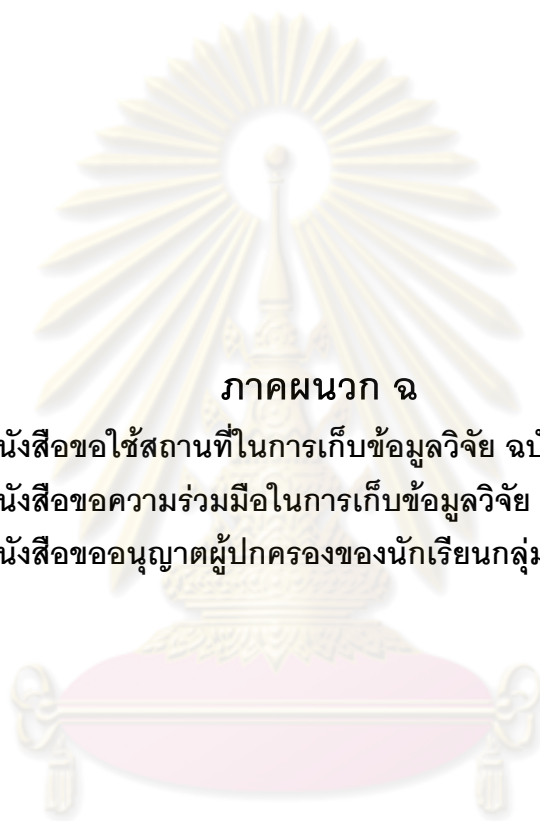 ภาคผนวก ฉ
นังสือขอใช้สถานที่ในการเก็บข้อมูลวิจัย
นังสือขอความร่วมมือในการเก็บข้อมูลวิจัย
นังสือขออนุญาตผู้ปกครองของนักเรียนกลุ่ม